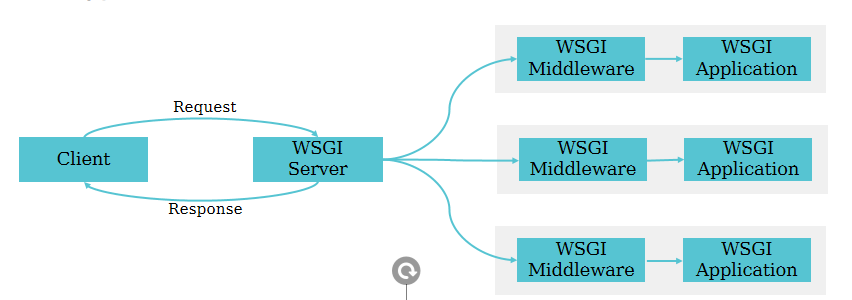 WSGI
Middleware
WSGI
Application
Request
Client
WSGI
Server
WSGI
Middleware
WSGI
Application
Response
WSGI
Middleware
WSGI
Application